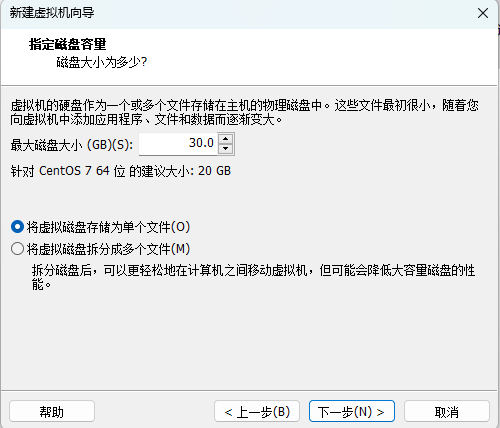 新建虚拟机向导
指定磁盘容量
磁盘大小为多少?
虚拟机的硬盘作为一个或多个文件存储在主机的物理磁盘中。这些文件最初很小，随着您
向虚拟机中添加应用程序、文件和数据而逐渐变大。
最大磁盘大小 (GB)(S): 30.0
针对 CentOS 7 64 位 的建议大小: 20 GB
将虚拟磁盘存储为单个文件(O)
将虚拟磁盘拆分成多个文件(M)
拆分磁盘后，可以更轻松地在计算机之间移动虚拟机，但可能会降低大容量磁盘的性
能。
帮助 < 上一步(B) 下一步(N) > 取消